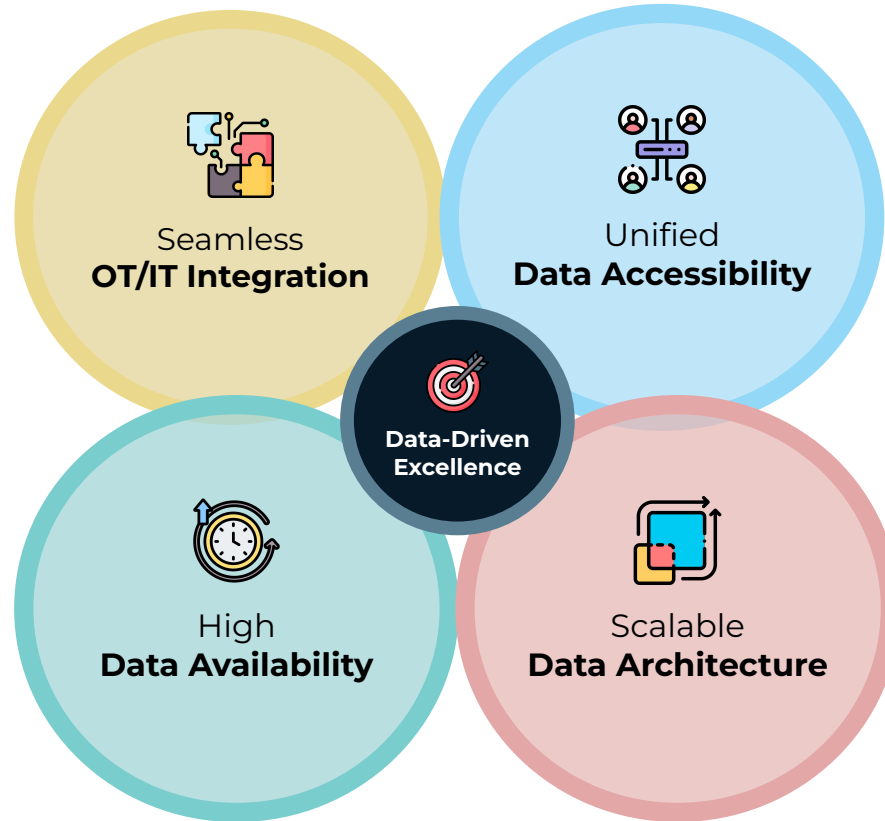 Seamless
OT/IT Integration
Unified
Data Accessibility
Data-Driven
Excellence
High
Data Availability
Scalable
Data Architecture